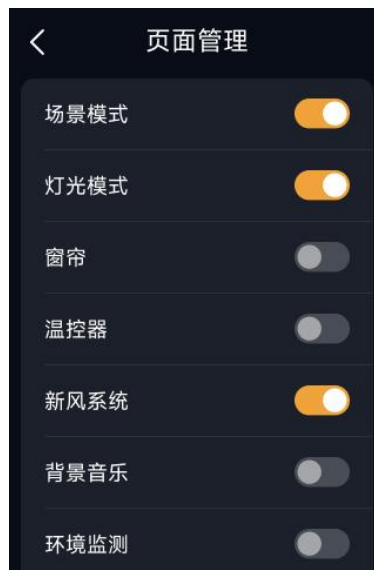 页面管理
场景模式
灯光模式
窗帘
温控器
新风系统
背景音乐
环境监测